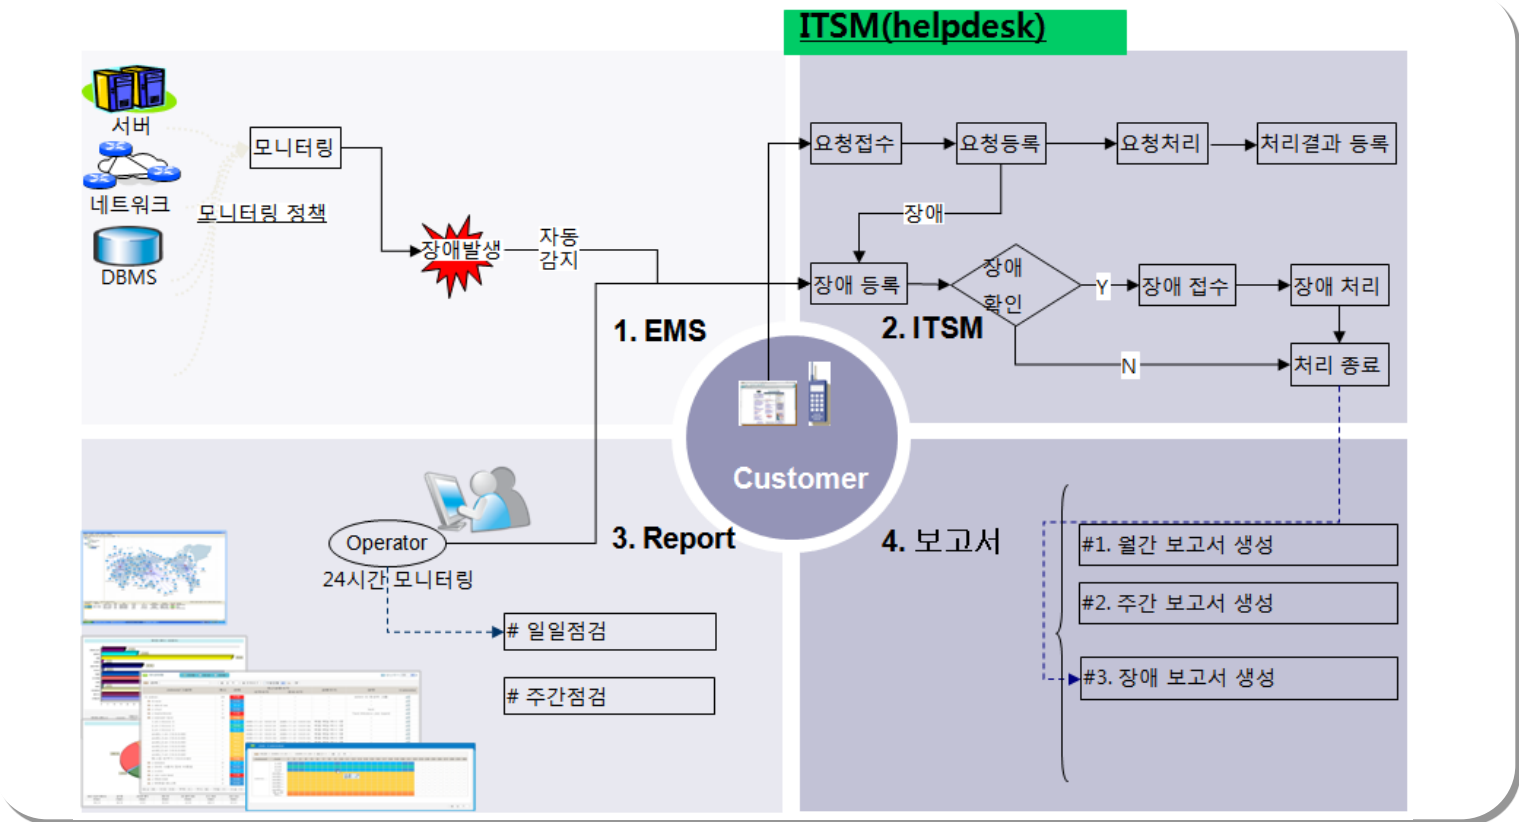 ITSM(helpdesk)
서버
네트워크
DBMS
모니터링
모니터링 정책
장애발생
자동
감지
1. EMS
요청접수
요청등록
요청처리
처리결과 등록
장애
장애 등록
장애
확인
Y
장애 접수
장애 처리
N
처리 종료
2. ITSM
Customer
Operator
24시간 모니터링
3. Report
# 일일점검
# 주간점검
4. 보고서
#1. 월간 보고서 생성
#2. 주간 보고서 생성
#3. 장애 보고서 생성